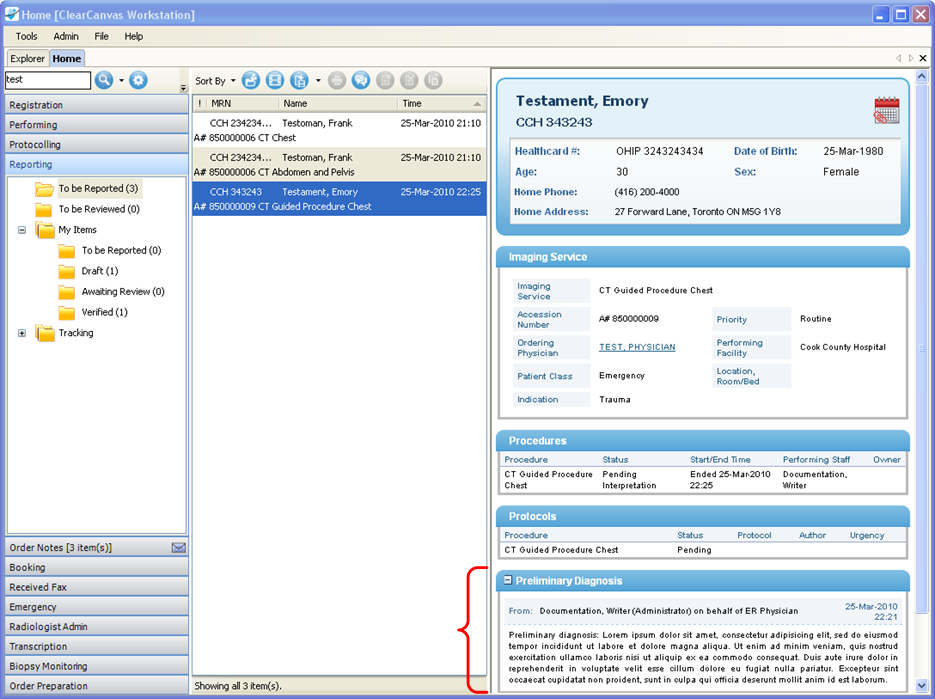 Home [ClearCanvas Workstation]
Tools Admin File Help
Explorer Home
test
Registration
Performing
Protocolling
Reporting
To be Reported (3)
To be Reviewed (0)
My Items
To be Reported (0)
Draft (1)
Awaiting Review (0)
Verified (1)
Tracking
Order Notes [3 item(s)]
Booking
Received Fax
Emergency
Radiologist Admin
Transcription
Biopsy Monitoring
Order Preparation
Sort By
! MRN Name Time
CCH 234234... Testoman, Frank 25-Mar-2010 21:10
A# 850000006 CT Chest
CCH 234234... Testoman, Frank 25-Mar-2010 21:10
A# 850000006 CT Abdomen and Pelvis
CCH 343243 Testament, Emory 25-Mar-2010 22:25
A# 850000009 CT Guided Procedure Chest
Showing all 3 item(s).
Testament, Emory
CCH 343243
Healthcard #: OHIP 3243243434 Date of Birth: 25-Mar-1980
Age: 30 Sex: Female
Home Phone: (416) 200-4000
Home Address: 27 Forward Lane, Toronto ON M5G 1Y8
Imaging Service
Imaging Service CT Guided Procedure Chest
Accession Number A# 850000009 Priority Routine
Ordering Physician TEST, PHYSICIAN Performing Facility Cook County Hospital
Patient Class Emergency Location, Room/Bed
Indication Trauma
Procedures
Procedure Status Start/End Time Performing Staff Owner
CT Guided Procedure Chest Pending Interpretation Ended 25-Mar-2010 22:25 Documentation, Writer
Protocols
Procedure Status Protocol Author Urgency
CT Guided Procedure Chest Pending
Preliminary Diagnosis
From: Documentation, Writer (Administrator) on behalf of ER Physician 25-Mar-2010 22:21
Preliminary diagnosis: Lorem ipsum dolor sit amet, consectetur adipisicing elit, sed do eiusmod
tempor incididunt ut labore et dolore magna aliqua. Ut enim ad minim veniam, quis nostrud
exercitation ullamco laboris nisi ut aliquip ex ea commodo consequat. Duis aute irure dolor in
reprehenderit in voluptate velit esse cillum dolore eu fugiat nulla pariatur. Excepteur sint
occaecat cupidatat non proident, sunt in culpa qui officia deserunt mollit anim id est laborum.